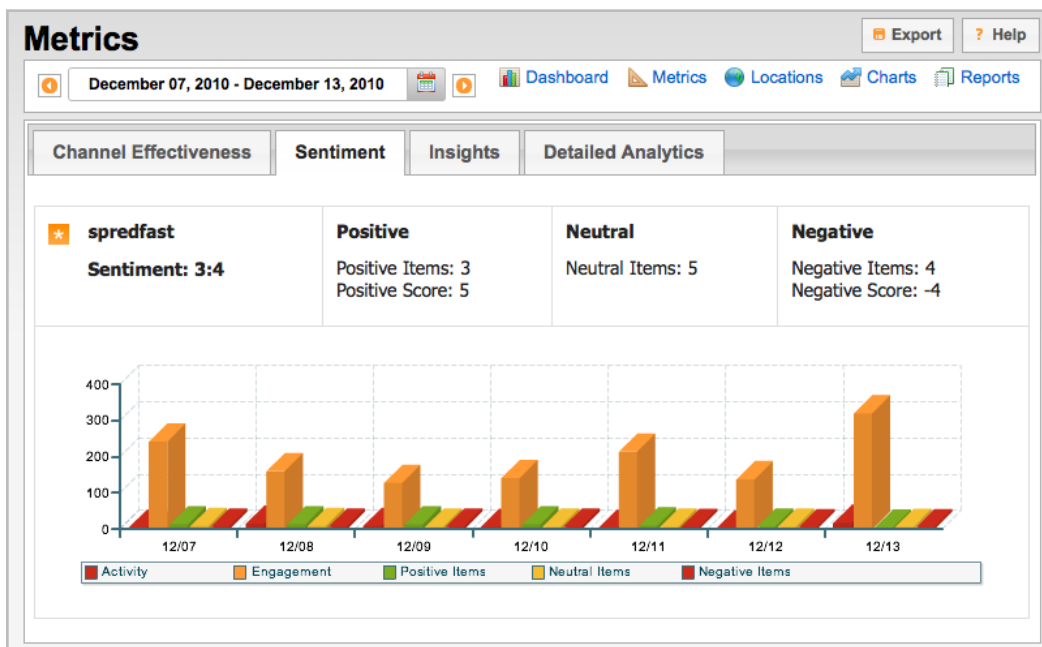 Metrics
Export
? Help
December 07, 2010 - December 13, 2010
Dashboard
Metrics
Locations
Charts
Reports
Channel Effectiveness
Sentiment
Insights
Detailed Analytics
* spredfast
Sentiment: 3:4
Positive
Positive Items: 3
Positive Score: 5
Neutral
Neutral Items: 5
Negative
Negative Items: 4
Negative Score: -4
400
300
200
100
0
12/07 12/08 12/09 12/10 12/11 12/12 12/13
Activity Engagement Positive Items Neutral Items Negative Items